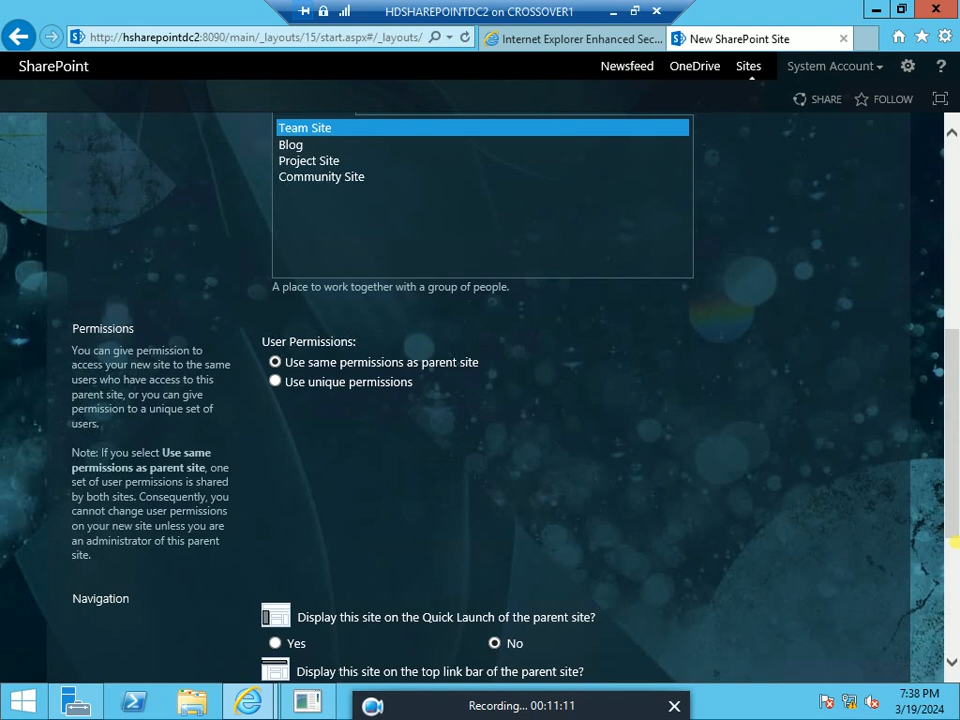 HDSHAREPOINTDC2 on CROSSOVER1
http://hsharepointdc2:8090/main/_layouts/15/start.aspx#/_layouts/
Internet Explorer Enhanced Sec...
New SharePoint Site
SharePoint
Newsfeed OneDrive Sites System Account ?
SHARE FOLLOW
Team Site
Blog
Project Site
Community Site
A place to work together with a group of people.
Permissions
You can give permission to
access your new site to the same
users who have access to this
parent site, or you can give
permission to a unique set of
users.
Note: If you select Use same
permissions as parent site, one
set of user permissions is shared
by both sites. Consequently, you
cannot change user permissions
on your new site unless you are
an administrator of this parent
site.
User Permissions:
Use same permissions as parent site
Use unique permissions
Navigation
Display this site on the Quick Launch of the parent site?
Yes No
Display this site on the top link bar of the parent site?
Recording... 00:11:11
7:38 PM
3/19/2024